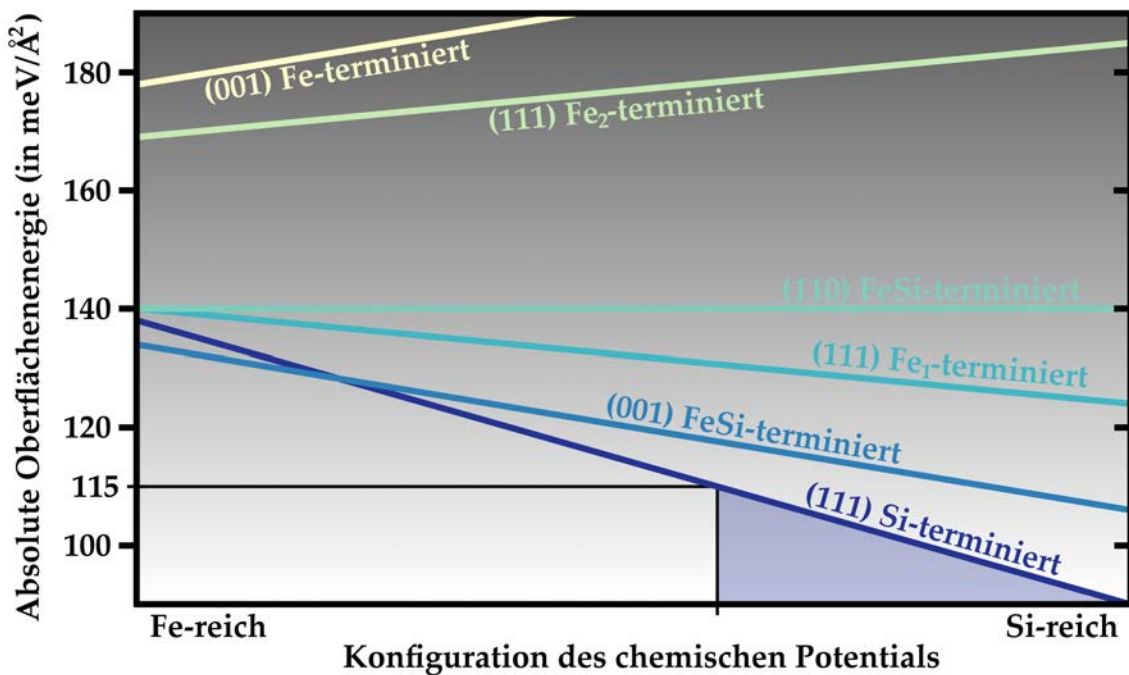 Absolute Oberflächenenergie (in meV/Å²)
180
160
140
120
115
100
(001) Fe-terminiert
(111) Fe₂-terminiert
(110) FeSi-terminiert
(111) Fe₁-terminiert
(001) FeSi-terminiert
(111) Si-terminiert
Fe-reich
Si-reich
Konfiguration des chemischen Potentials